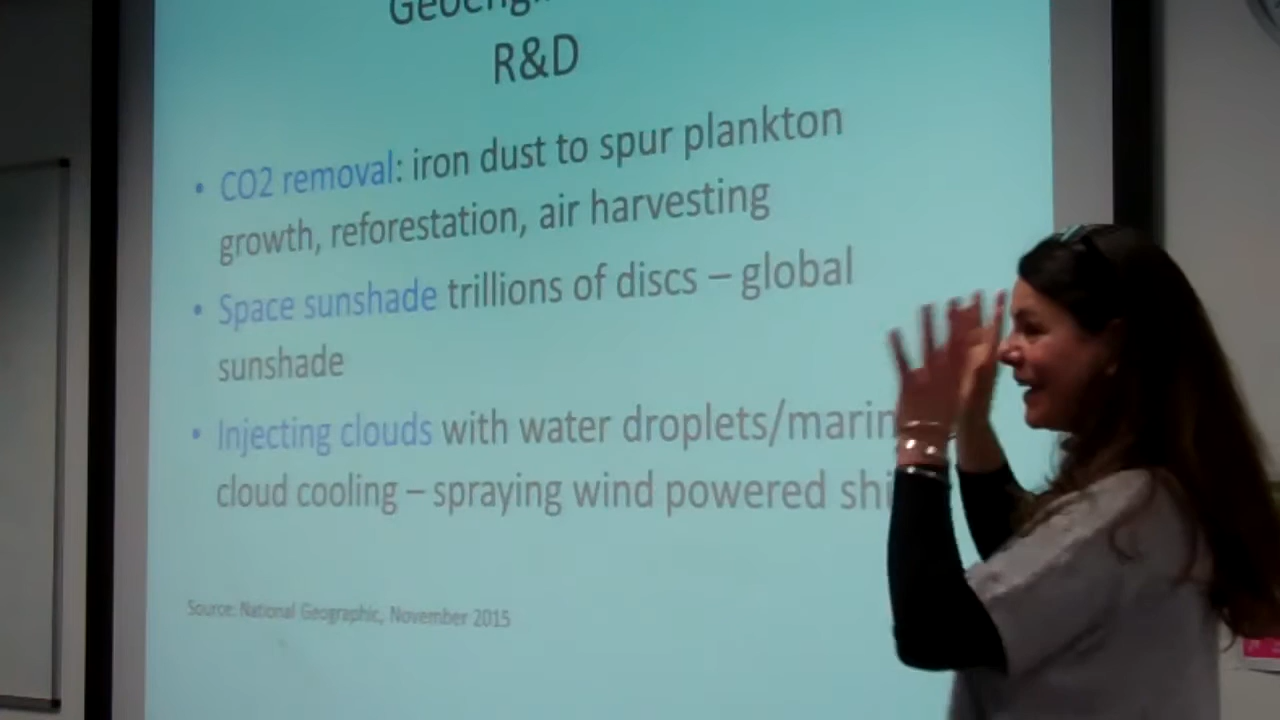 R&D
• CO2 removal: iron dust to spur plankton
growth, reforestation, air harvesting
• Space sunshade trillions of discs – global
sunshade
• Injecting clouds with water droplets/marin
cloud cooling – spraying wind powered shi
Source: National Geographic, November 2015